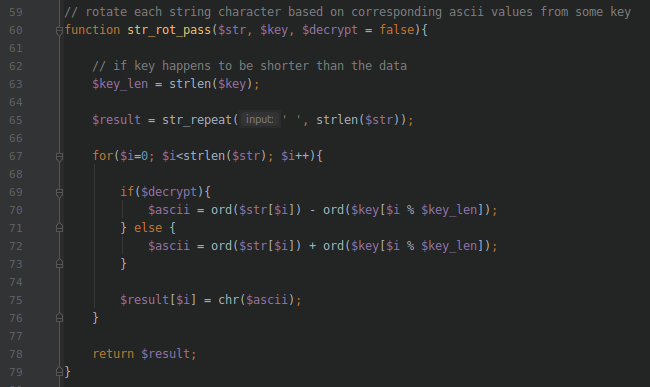 59 // rotate each string character based on corresponding ascii values from some key
60 function str_rot_pass($str, $key, $decrypt = false){
61
62 // if key happens to be shorter than the data
63 $key_len = strlen($key);
64
65 $result = str_repeat( input: ' ', strlen($str));
66
67 for($i=0; $i<strlen($str); $i++){
68
69 if($decrypt){
70 $ascii = ord($str[$i]) - ord($key[$i % $key_len]);
71 } else {
72 $ascii = ord($str[$i]) + ord($key[$i % $key_len]);
73 }
74
75 $result[$i] = chr($ascii);
76 }
77
78 return $result;
79 }